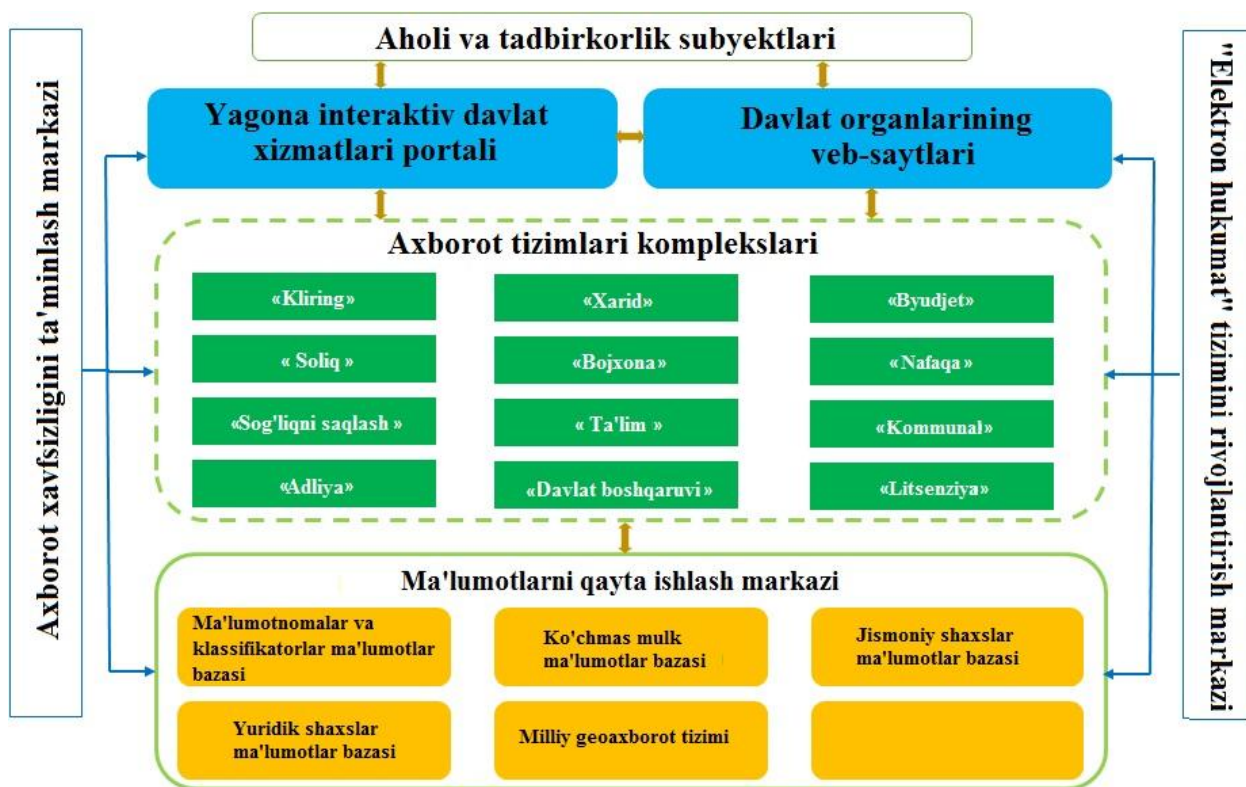 Aholi va tadbirkorlik subyektlari
Axborot xavfsizligini ta'minlash markazi
Yagona interaktiv davlat
xizmatlari portali
Davlat organlarining
veb-saytlari
"Elektron hukumat" tizimini rivojlantirish markazi
Axborot tizimlari komplekslari
«Kliring»
«Xarid»
«Byudjet»
« Soliq »
«Bojxona»
«Nafaqa»
«Sog'liqni saqlash »
« Ta'lim »
«Kommunal»
«Adliya»
«Davlat boshqaruvi»
«Litsenziya»
Ma'lumotlarni qayta ishlash markazi
Ma'lumotnomalar va
klassifikatorlar ma'lumotlar
bazasi
Ko'chmas mulk
ma'lumotlar bazasi
Jismoniy shaxslar
ma'lumotlar bazasi
Yuridik shaxslar
ma'lumotlar bazasi
Milliy geoaxborot tizimi